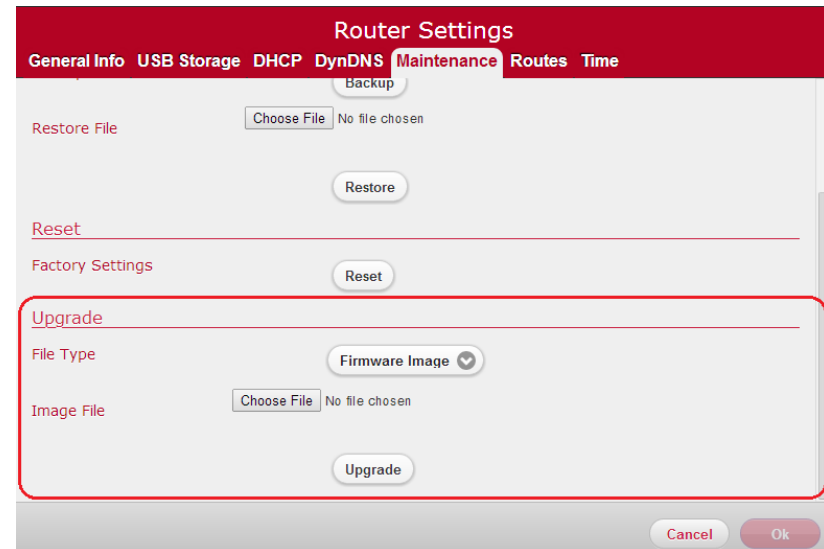 Router Settings
General Info USB Storage DHCP DynDNS Maintenance Routes Time
Backup
Restore File Choose File No file chosen
Restore
Reset
Factory Settings Reset
Upgrade
File Type Firmware Image
Image File Choose File No file chosen
Upgrade
Cancel Ok